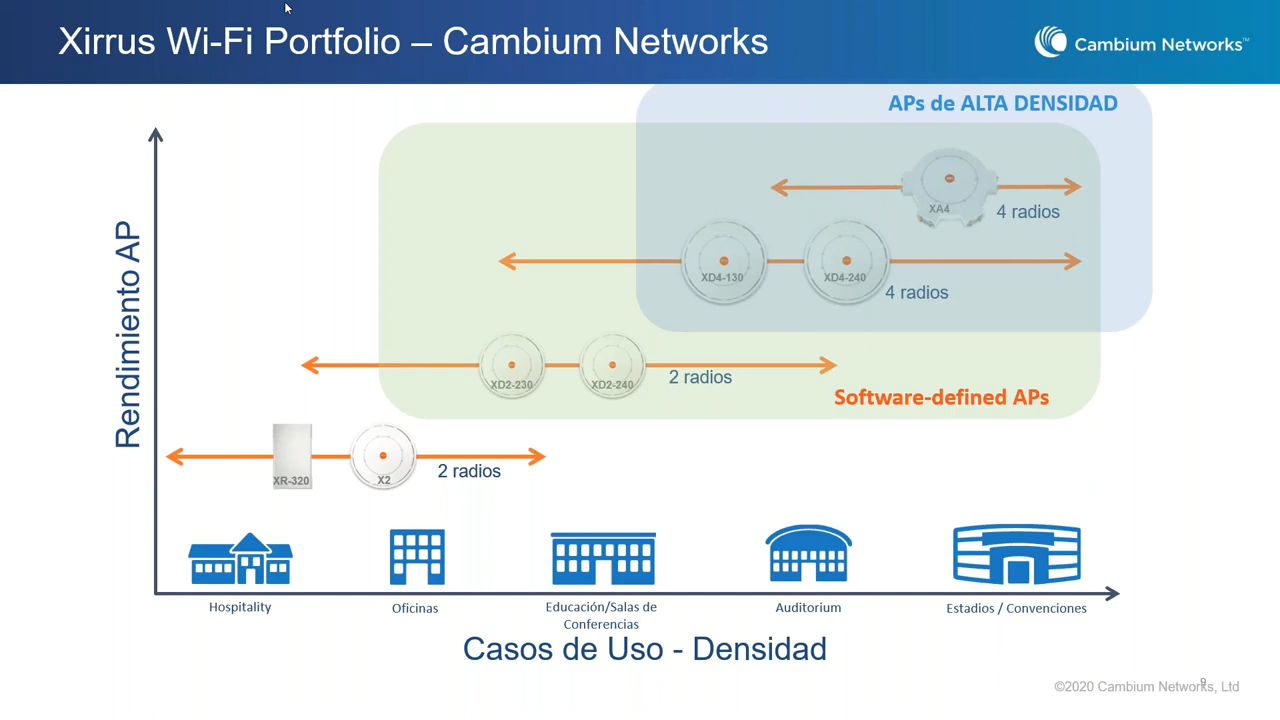 Xirrus Wi-Fi Portfolio – Cambium Networks
Cambium Networks™
APs de ALTA DENSIDAD
XA4
4 radios
XD4-130
XD4-240
4 radios
XD2-230
XD2-240
2 radios
Software-defined APs
XR-320
X2
2 radios
Rendimiento AP
Hospitality
Oficinas
Educación/Salas de
Conferencias
Auditorium
Estadios / Convenciones
Casos de Uso - Densidad
©2020 Cambium Networks, Ltd
9